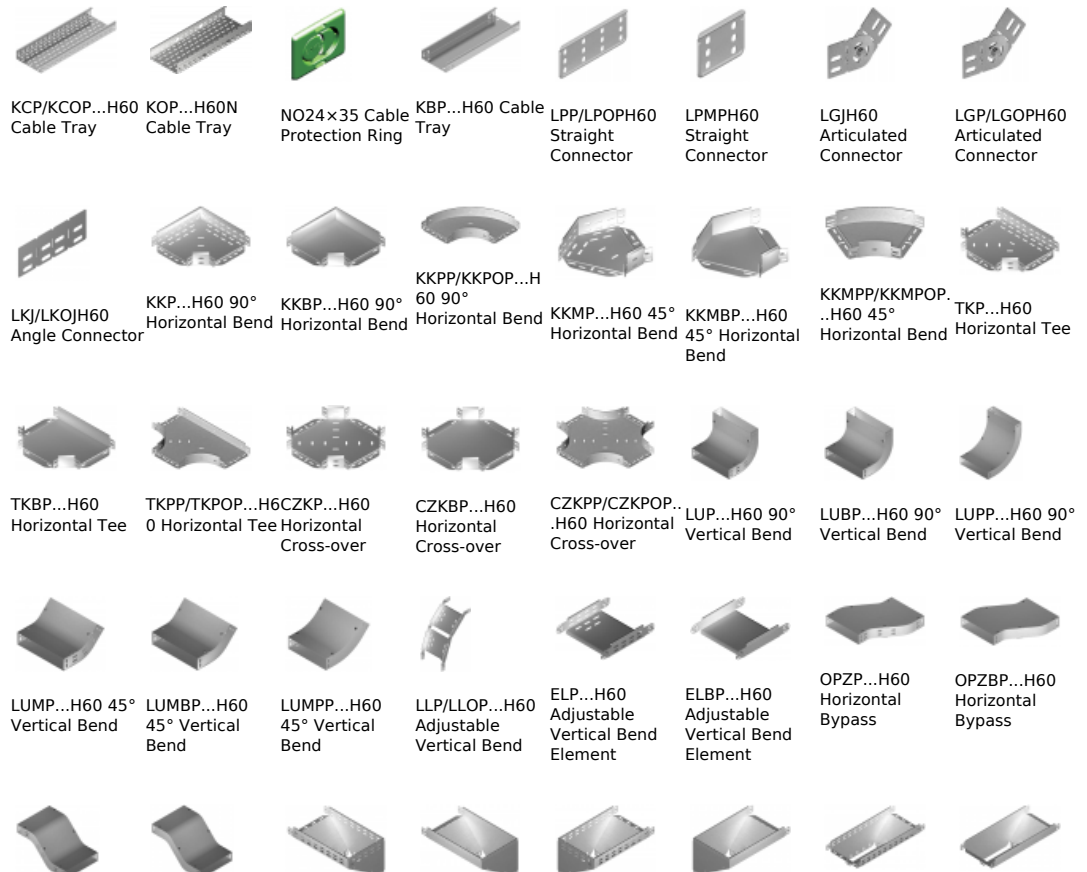 KCP/KCOP...H60
Cable Tray
KOP...H60N
Cable Tray
NO24×35 Cable
Protection Ring
KBP...H60 Cable
Tray
LPP/LPOPH60
Straight
Connector
LPMPH60
Straight
Connector
LGJH60
Articulated
Connector
LGP/LGOPH60
Articulated
Connector
LKJ/LKOJH60
Angle Connector
KKP...H60 90°
Horizontal Bend
KKBP...H60 90°
Horizontal Bend
KKPP/KKPOP...H
60 90°
Horizontal Bend
KKMP...H60 45°
Horizontal Bend
KKMBP...H60
45° Horizontal
Bend
KKMPP/KKMPOP.
..H60 45°
Horizontal Bend
TKP...H60
Horizontal Tee
TKBP...H60
Horizontal Tee
TKPP/TKPOP...H6
0 Horizontal Tee
CZKP...H60
Horizontal
Cross-over
CZKBP...H60
Horizontal
Cross-over
CZKPP/CZKPOP..
.H60 Horizontal
Cross-over
LUP...H60 90°
Vertical Bend
LUBP...H60 90°
Vertical Bend
LUPP...H60 90°
Vertical Bend
LUMP...H60 45°
Vertical Bend
LUMBP...H60
45° Vertical
Bend
LUMPP...H60
45° Vertical
Bend
LLP/LLOP...H60
Adjustable
Vertical Bend
ELP...H60
Adjustable
Vertical Bend
Element
ELBP...H60
Adjustable
Vertical Bend
Element
OPZP...H60
Horizontal
Bypass
OPZBP...H60
Horizontal
Bypass